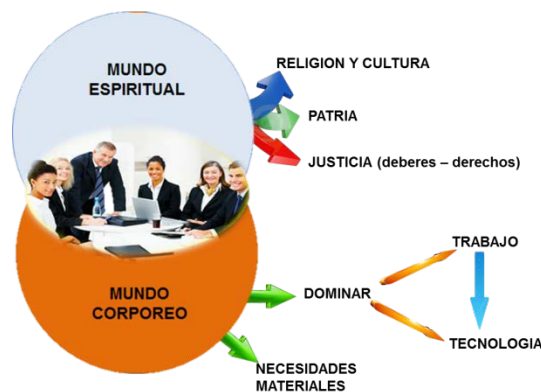 MUNDO
ESPIRITUAL
RELIGION Y CULTURA
PATRIA
JUSTICIA (deberes – derechos)
MUNDO
CORPOREO
DOMINAR
TRABAJO
TECNOLOGIA
NECESIDADES
MATERIALES